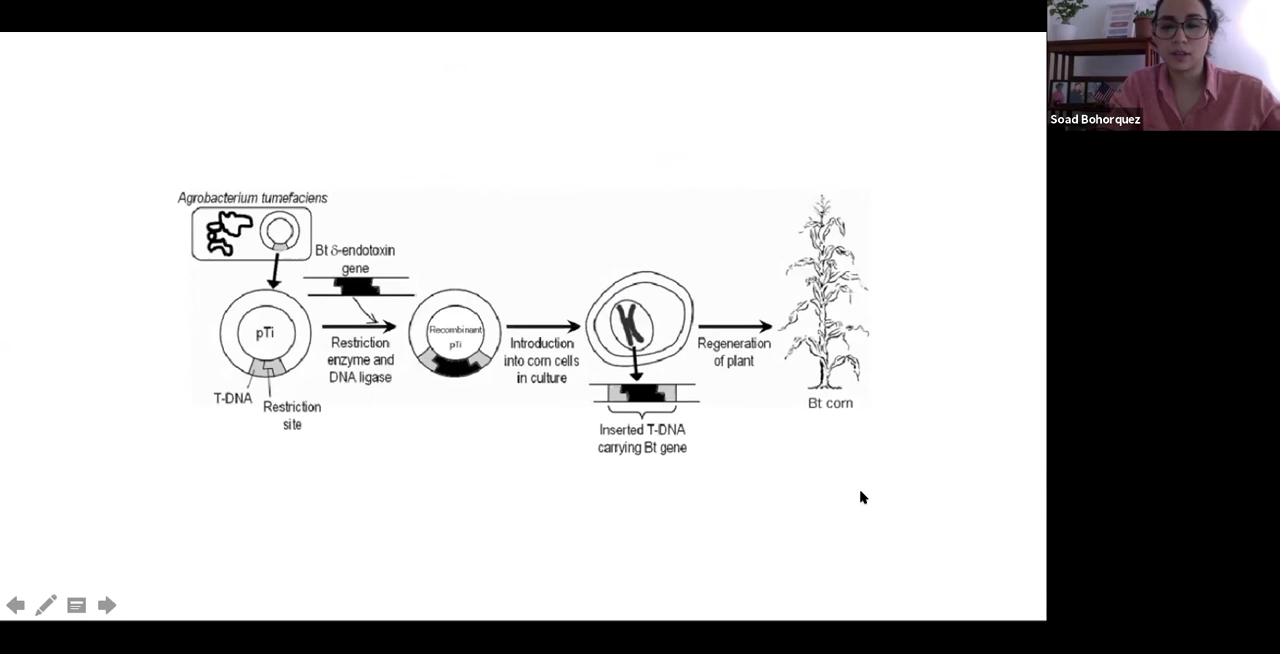 Soad Bohorquez
Agrobacterium tumefaciens
Bt δ-endotoxin
gene
pTi
T-DNA
Restriction
site
Restriction
enzyme and
DNA ligase
Recombinant
pTi
Introduction
into corn cells
in culture
Inserted T-DNA
carrying Bt gene
Regeneration
of plant
Bt corn